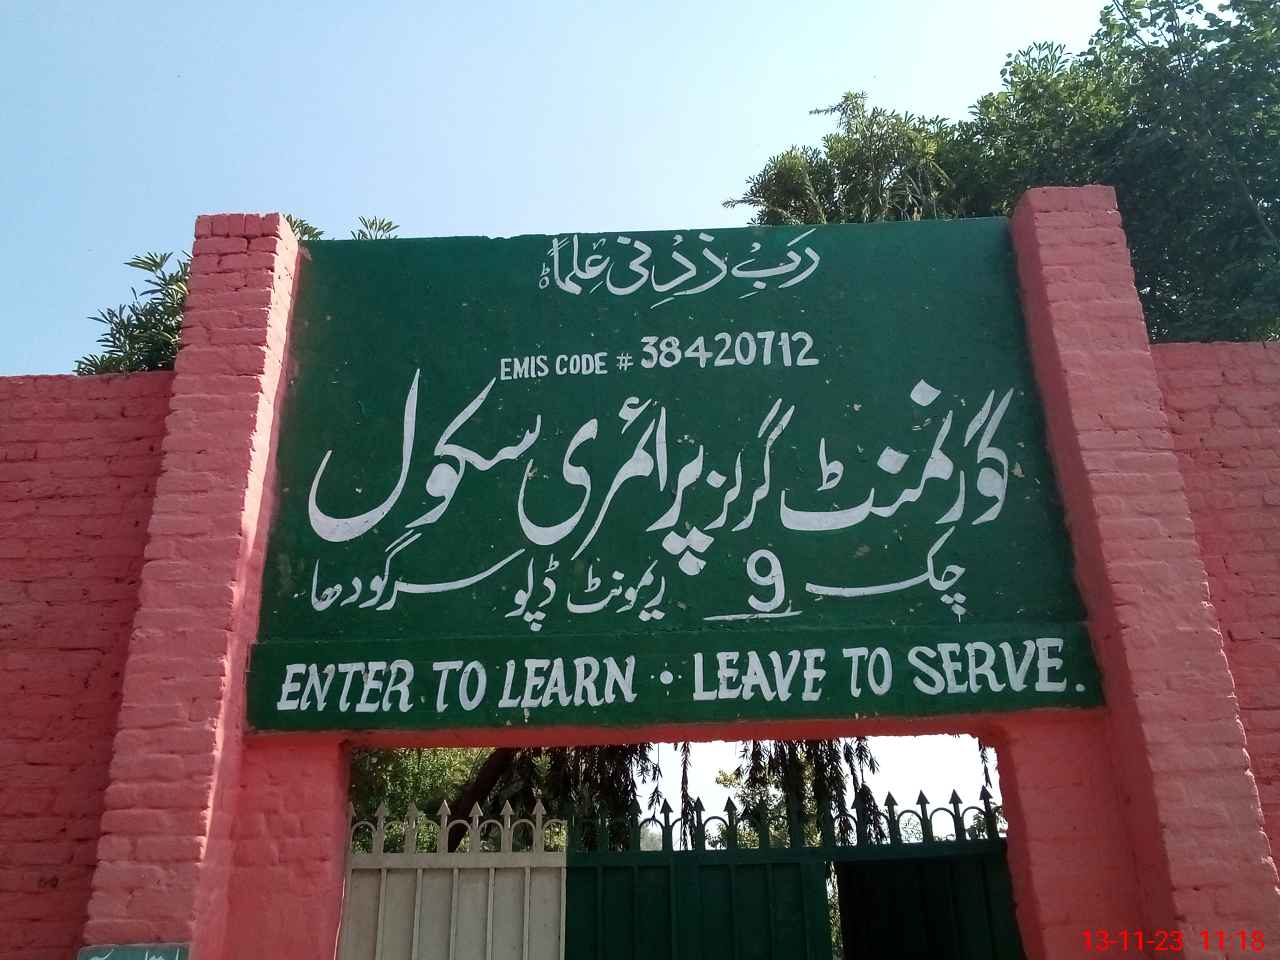 رَبِّ زِدْنِی عِلْماً
EMIS CODE # 38420712
گورنمنٹ گرلز پرائمری سکول
چک 9 ریمونٹ ڈپو سرگودھا
ENTER TO LEARN • LEAVE TO SERVE.
13-11-23 11:18